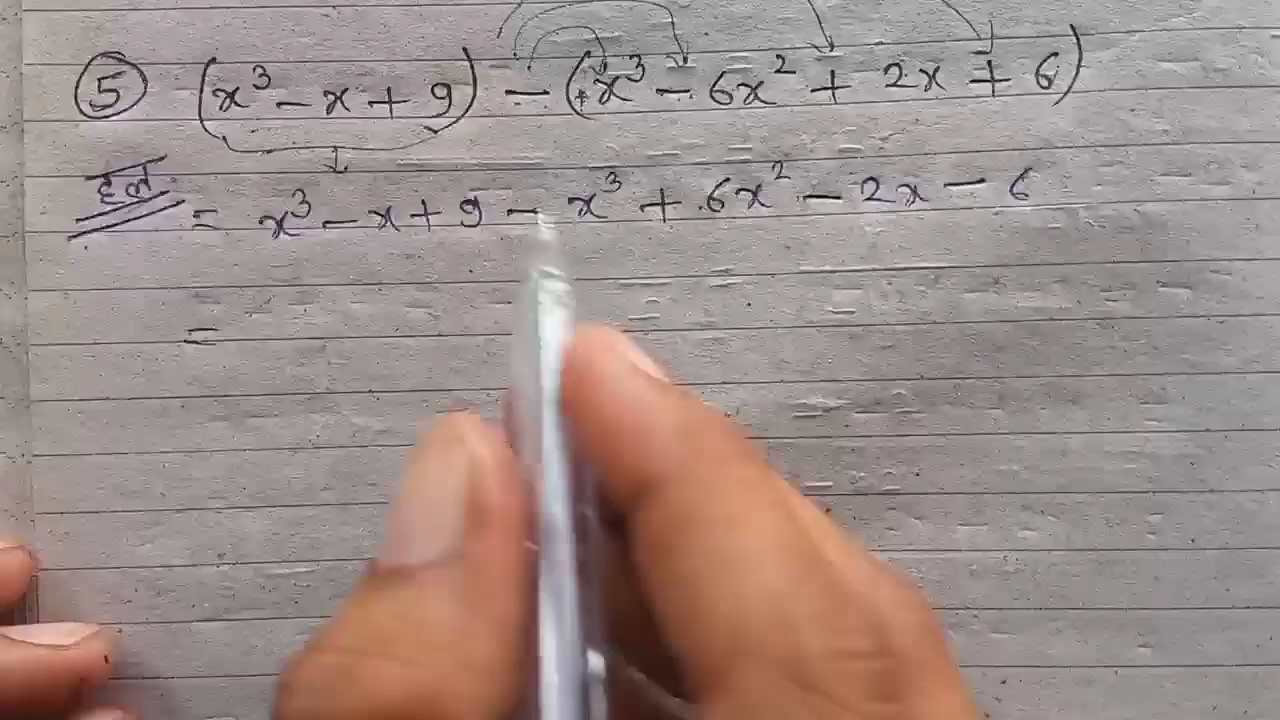 ⑤ (x³ - x + 9) - (+x³ - 6x² + 2x + 6)
हल = x³ - x + 9 - x³ + 6x² - 2x - 6
=